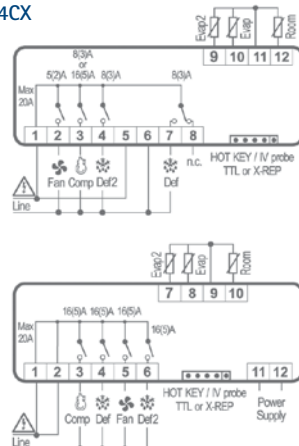 4CX
Evap2
Evap
Room
9 10 11 12
8(3)A
or
5(2)A 16(5)A 8(3)A 8(3)A
Max
20A
1 2 3 4 5 6 7 8
n.c.
HOT KEY / IV probe
TTL or X-REP
Fan Comp Def2 Def
Line
Evap2
Evap
Room
7 8 9 10
16(5)A 16(5)A 16(5)A
16(5)A
Max
20A
1 2 3 4 5 6 11 12
HOT KEY / IV probe
TTL or X-REP
Power
Supply
Comp Def Fan Def2
Line